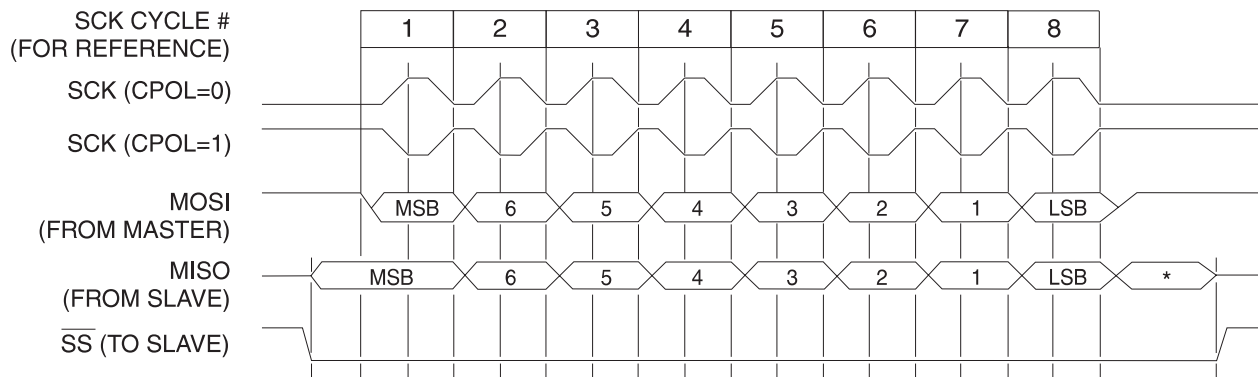 SCK CYCLE # 1 2 3 4 5 6 7 8
(FOR REFERENCE)
SCK (CPOL=0)
SCK (CPOL=1)
MOSI MSB 6 5 4 3 2 1 LSB
(FROM MASTER)
MISO MSB 6 5 4 3 2 1 LSB *
(FROM SLAVE)
SS (TO SLAVE)